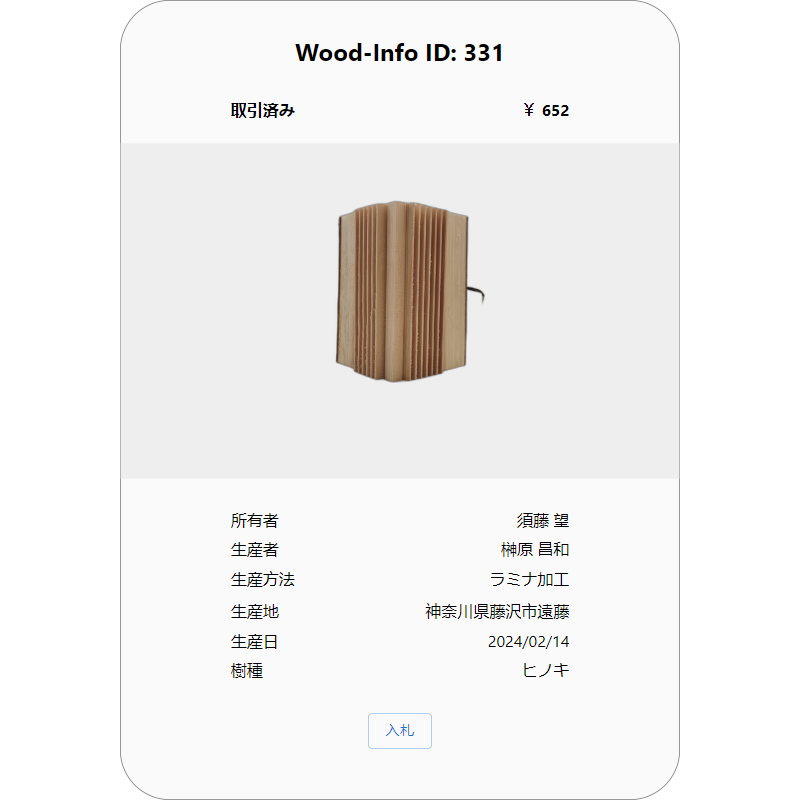 Wood-Info ID: 331
取引済み ￥ 652
所有者 須藤 望
生産者 榊原 昌和
生産方法 ラミナ加工
生産地 神奈川県藤沢市遠藤
生産日 2024/02/14
樹種 ヒノキ
入札